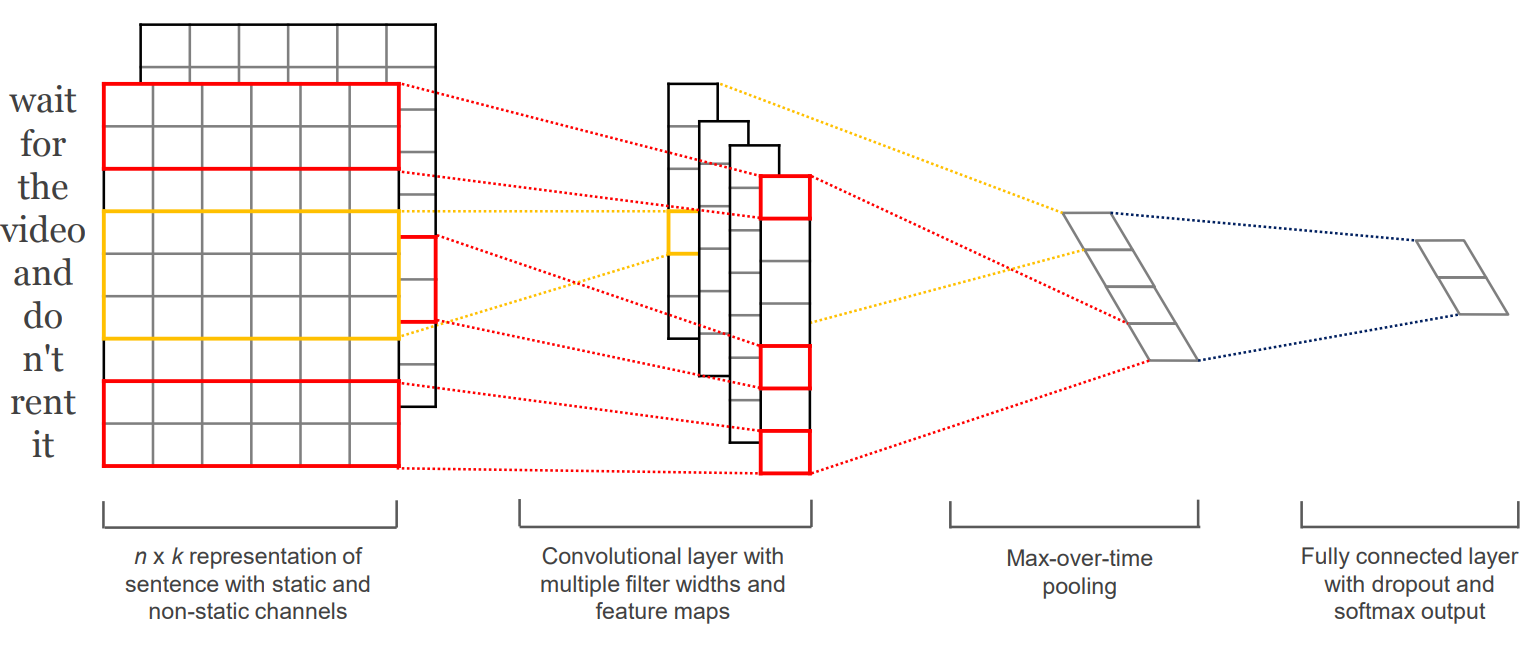 wait
for
the
video
and
do
n't
rent
it
n x k representation of
sentence with static and
non-static channels
Convolutional layer with
multiple filter widths and
feature maps
Max-over-time
pooling
Fully connected layer
with dropout and
softmax output